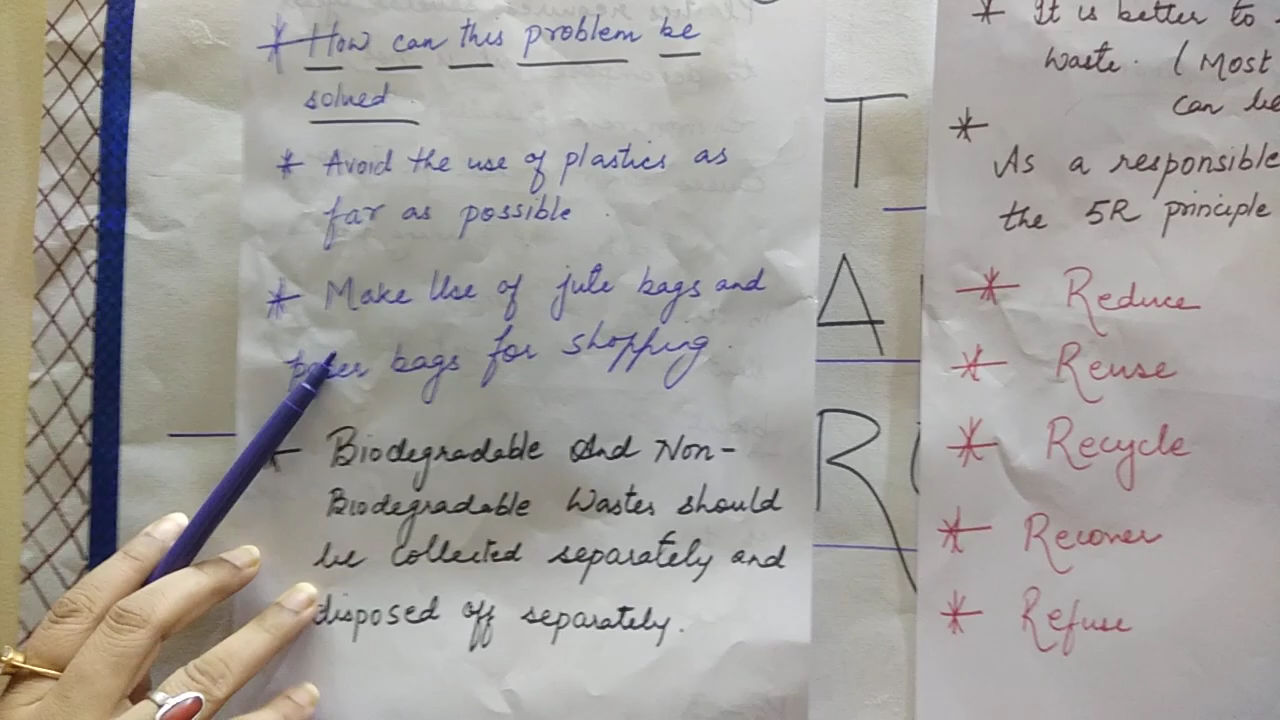 * How can this problem be
solved
* Avoid the use of plastics as
far as possible
* Make Use of jute bags and
bags for shopping.
* Biodegradable And Non-
Biodegradable Wastes should
be collected separately and
disposed off separately.
T
A
R
* It is better to
waste. (Most
can be
*
As a responsible
the 5R principle
* Reduce
* Reuse
* Recycle
* Recover
* Refuse